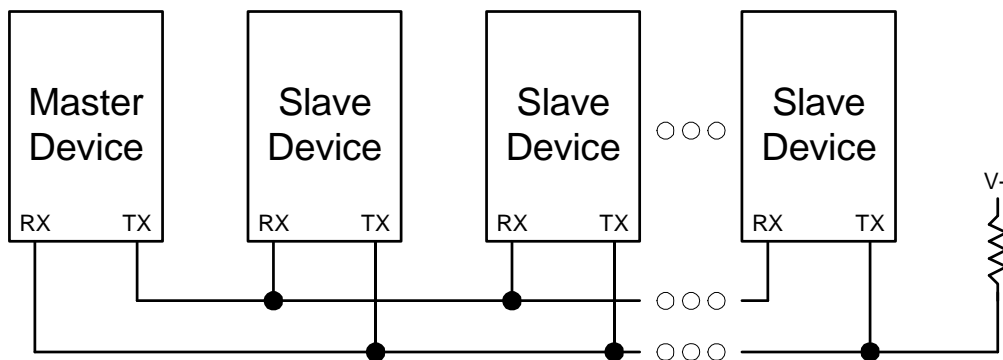 Master
Device
Slave
Device
Slave
Device
Slave
Device
RX TX
RX TX
RX TX
RX TX